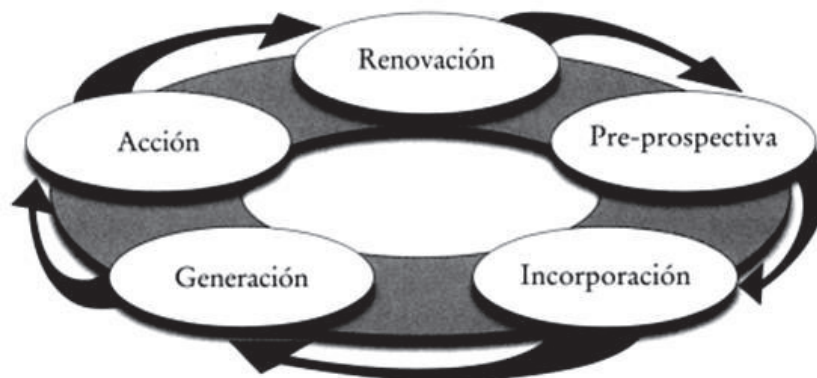 Renovación
Acción
Pre-prospectiva
Generación
Incorporación